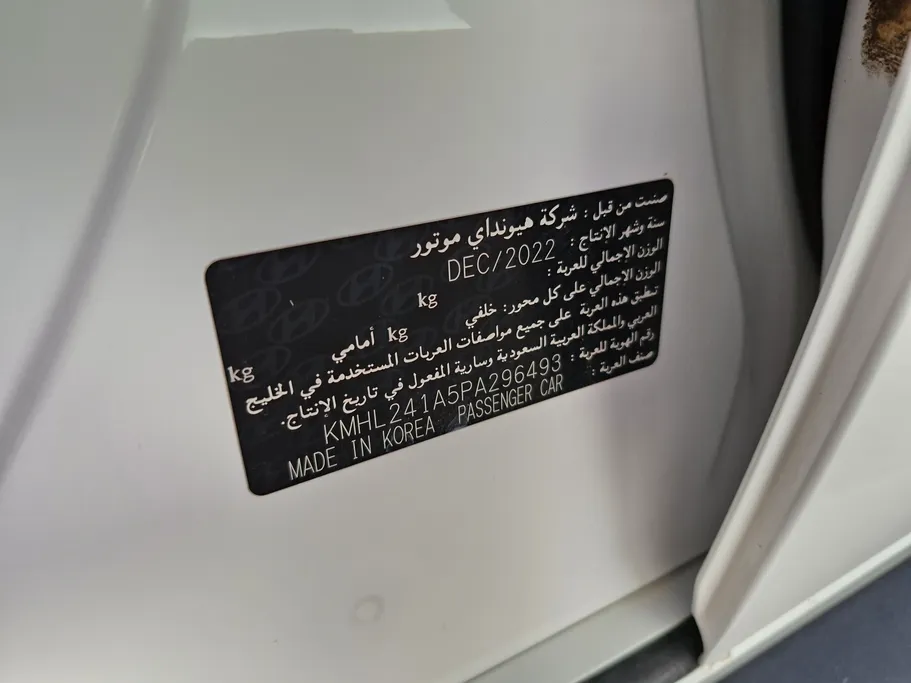 صنعت من قبل : شركة هيونداي موتور
سنة وشهر الإنتاج : DEC/2022
الوزن الإجمالي للعربة : kg
الوزن الإجمالي على كل محور : خلفي kg أمامي kg
تنطبق هذه العربة على جميع مواصفات العربات المستخدمة في الخليج
العربي والمملكة العربية السعودية وسارية المفعول في تاريخ الإنتاج.
رقم الهوية للعربة : KMHL241A5PA296493
صنف العربة : PASSENGER CAR
MADE IN KOREA